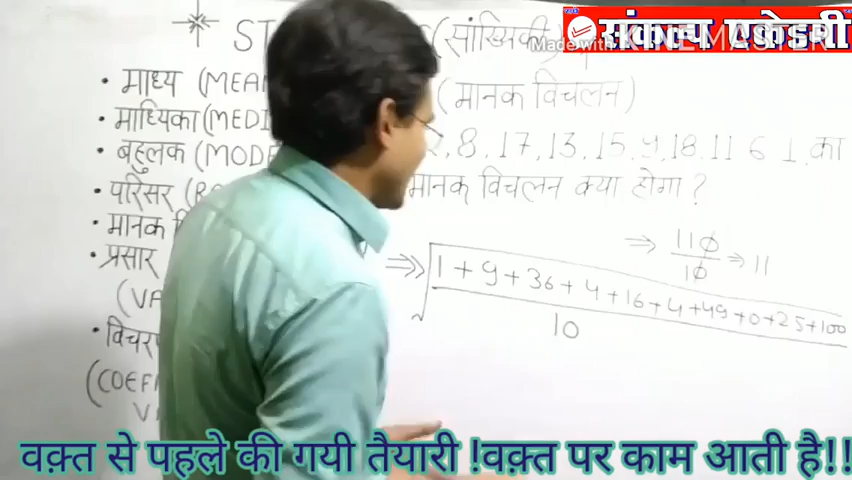 संकल्प एकेडमी
Made with KINEMASTER
ST (सांख्यिकी)
• माध्य (MEA
(मानक विचलन)
• माध्यिका (MEDI
, 8, 17, 13, 15, 9, 18, 11 6 1 का
• बहुलक (MODE
मानक विचलन क्या होगा ?
• परिसर (R
• मानक वि
⇒ 110/10 ⇒ 11
• प्रसार
⇒ √1 + 9 + 36 + 4 + 16 + 4 + 49 + 0 + 25 + 100
(VA
10
• विचर
(COEF
V
वक़्त से पहले की गयी तैयारी !वक़्त पर काम आती है!!